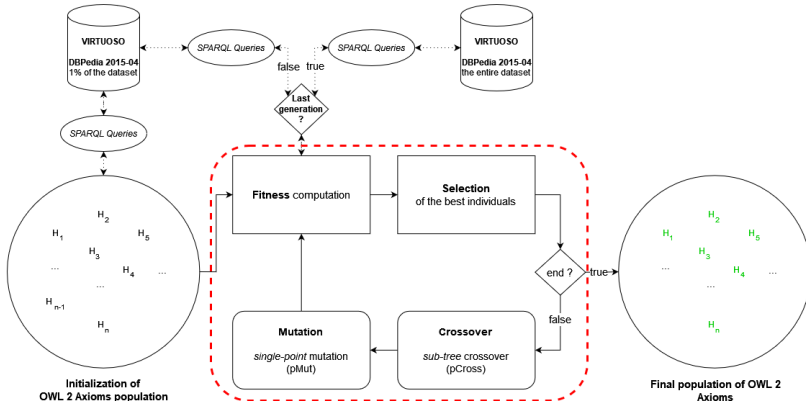 VIRTUOSO
DBPedia 2015-04
1% of the dataset
SPARQL Queries
SPARQL Queries
VIRTUOSO
DBPedia 2015-04
the entire dataset
false
true
Last
generation
?
SPARQL Queries
Fitness computation
Selection
of the best individuals
H1
H2
H5
H3
...
H4
...
...
Hn-1
Hn
end ?
true
false
Mutation
single-point mutation
(pMut)
Crossover
sub-tree crossover
(pCross)
H1
H2
H5
H3
...
H4
...
...
Hn
Initialization of
OWL 2 Axioms population
Final population of OWL 2
Axioms